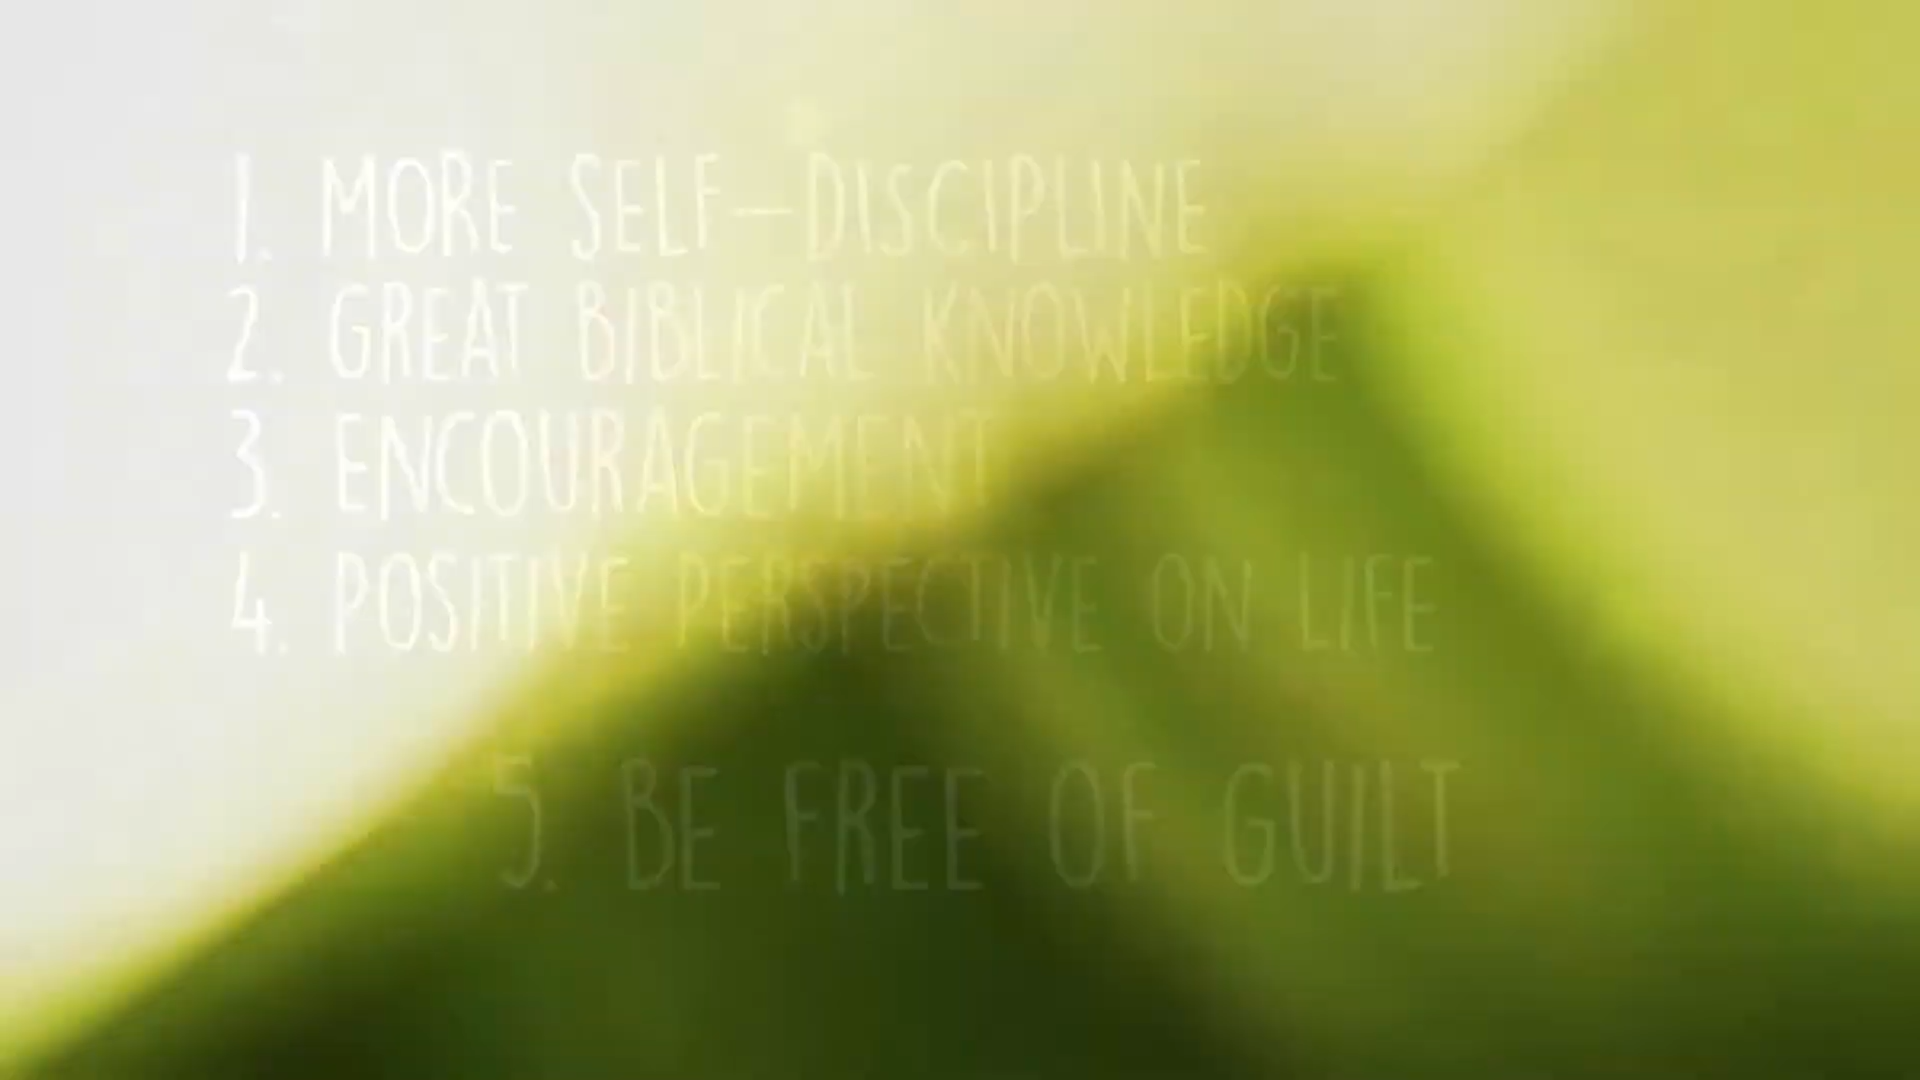 1. MORE SELF-DISCIPLINE
2. GREAT BIBLICAL KNOWLEDGE
3. ENCOURAGEMENT
4. POSITIVE PERSPECTIVE ON LIFE
5. BE FREE OF GUILT